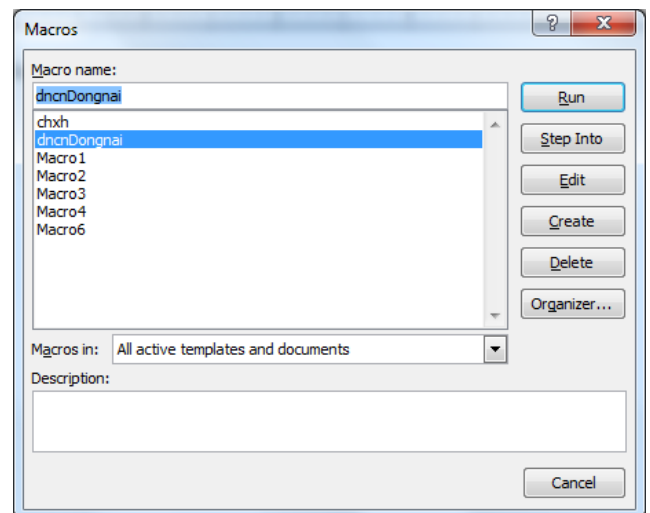 Macros
Macro name:
dncnDongnai
chxh
dncnDongnai
Macro1
Macro2
Macro3
Macro4
Macro6
Run
Step Into
Edit
Create
Delete
Organizer...
Macros in: All active templates and documents
Description:
Cancel